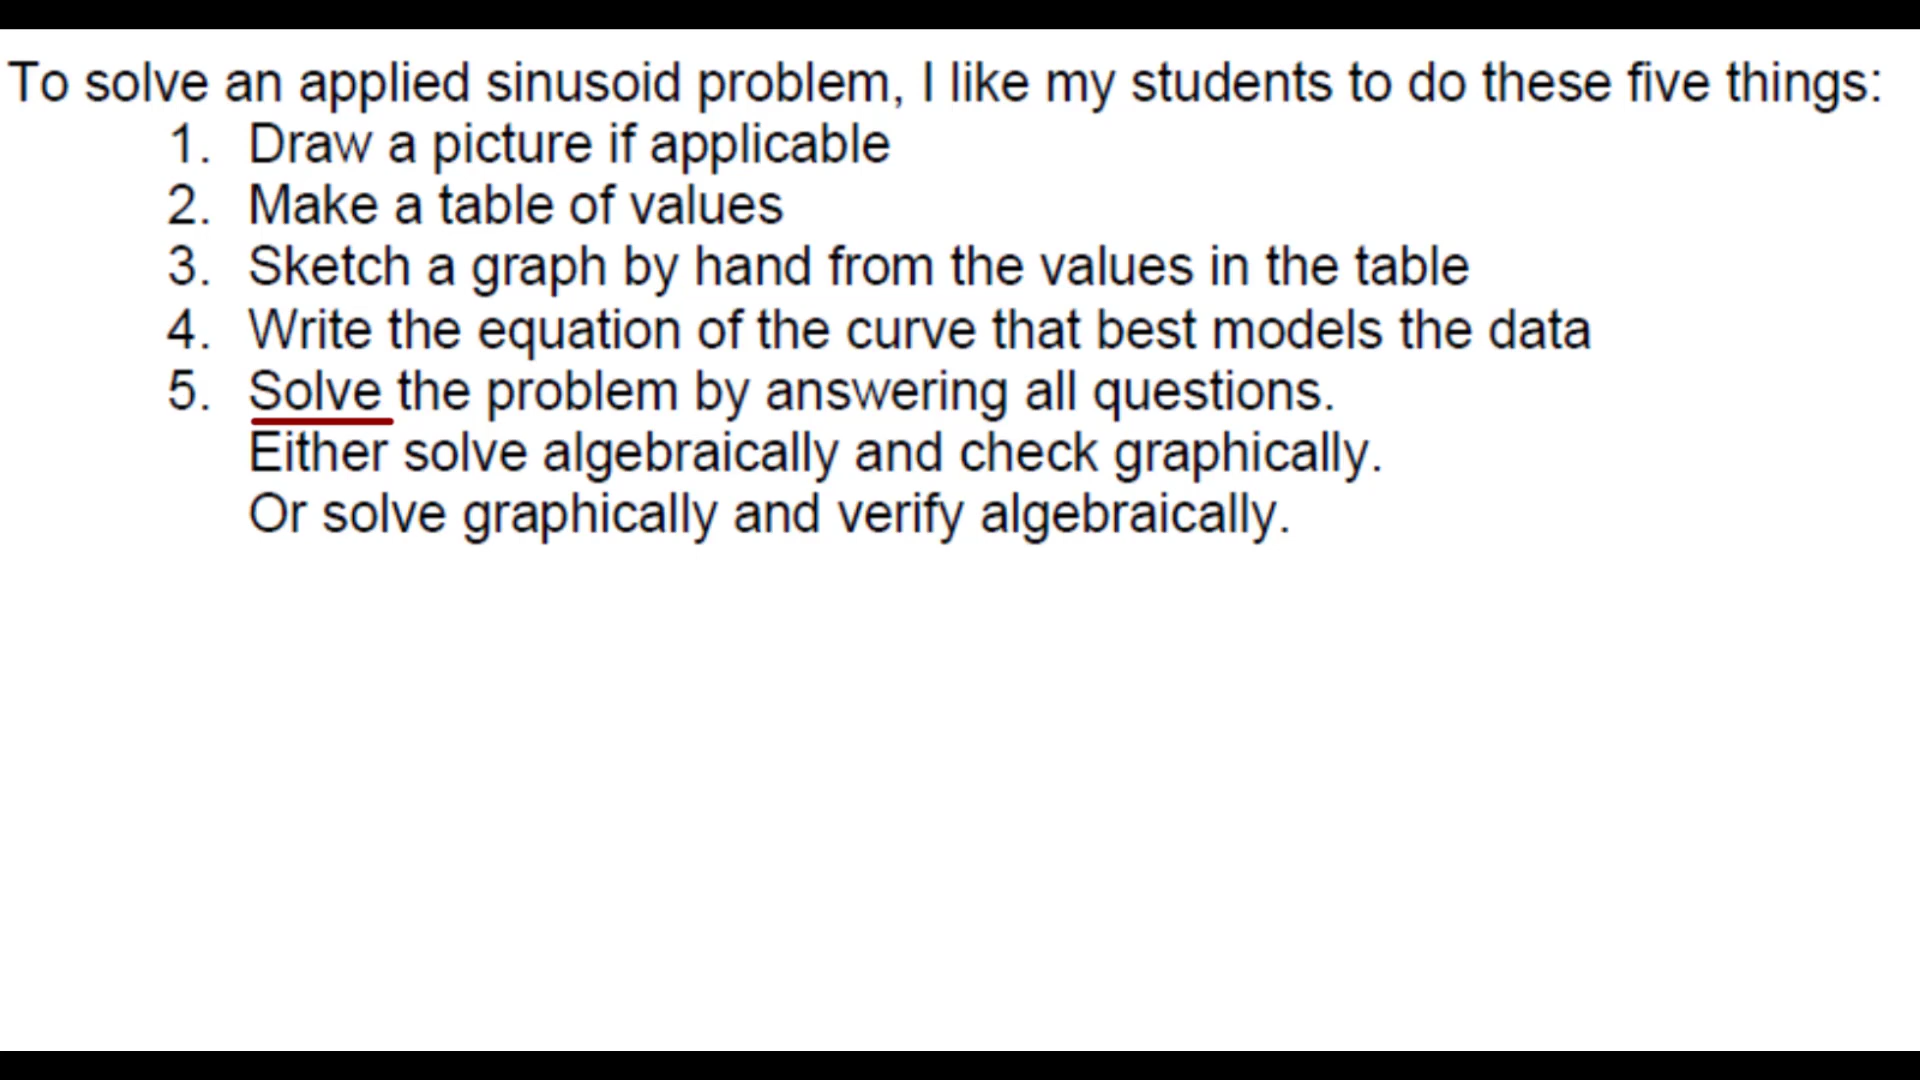 To solve an applied sinusoid problem, I like my students to do these five things:
1. Draw a picture if applicable
2. Make a table of values
3. Sketch a graph by hand from the values in the table
4. Write the equation of the curve that best models the data
5. Solve the problem by answering all questions.
Either solve algebraically and check graphically.
Or solve graphically and verify algebraically.